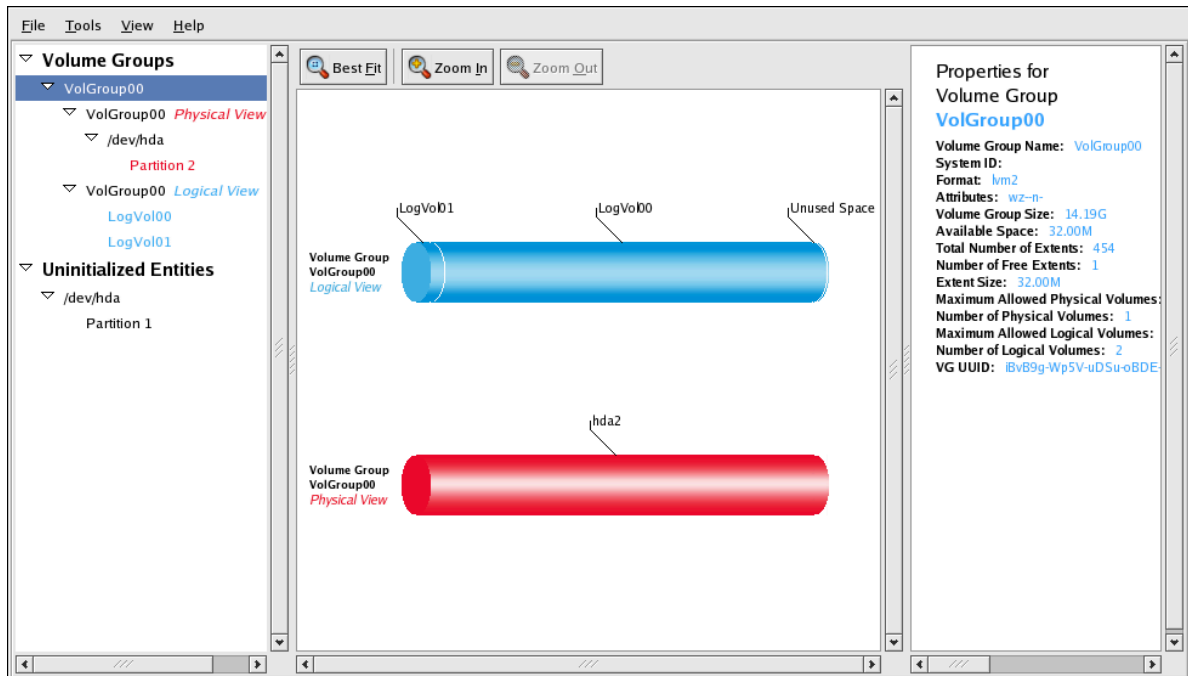 File Tools View Help
Volume Groups
VolGroup00
VolGroup00 Physical View
/dev/hda
Partition 2
VolGroup00 Logical View
LogVol00
LogVol01
Uninitialized Entities
/dev/hda
Partition 1
Best Fit Zoom In Zoom Out
LogVol01 LogVol00 Unused Space
Volume Group
VolGroup00
Logical View
hda2
Volume Group
VolGroup00
Physical View
Properties for
Volume Group
VolGroup00
Volume Group Name: VolGroup00
System ID:
Format: lvm2
Attributes: wz--n-
Volume Group Size: 14.19G
Available Space: 32.00M
Total Number of Extents: 454
Number of Free Extents: 1
Extent Size: 32.00M
Maximum Allowed Physical Volumes:
Number of Physical Volumes: 1
Maximum Allowed Logical Volumes:
Number of Logical Volumes: 2
VG UUID: iBvB9g-Wp5V-uDSu-oBDE-